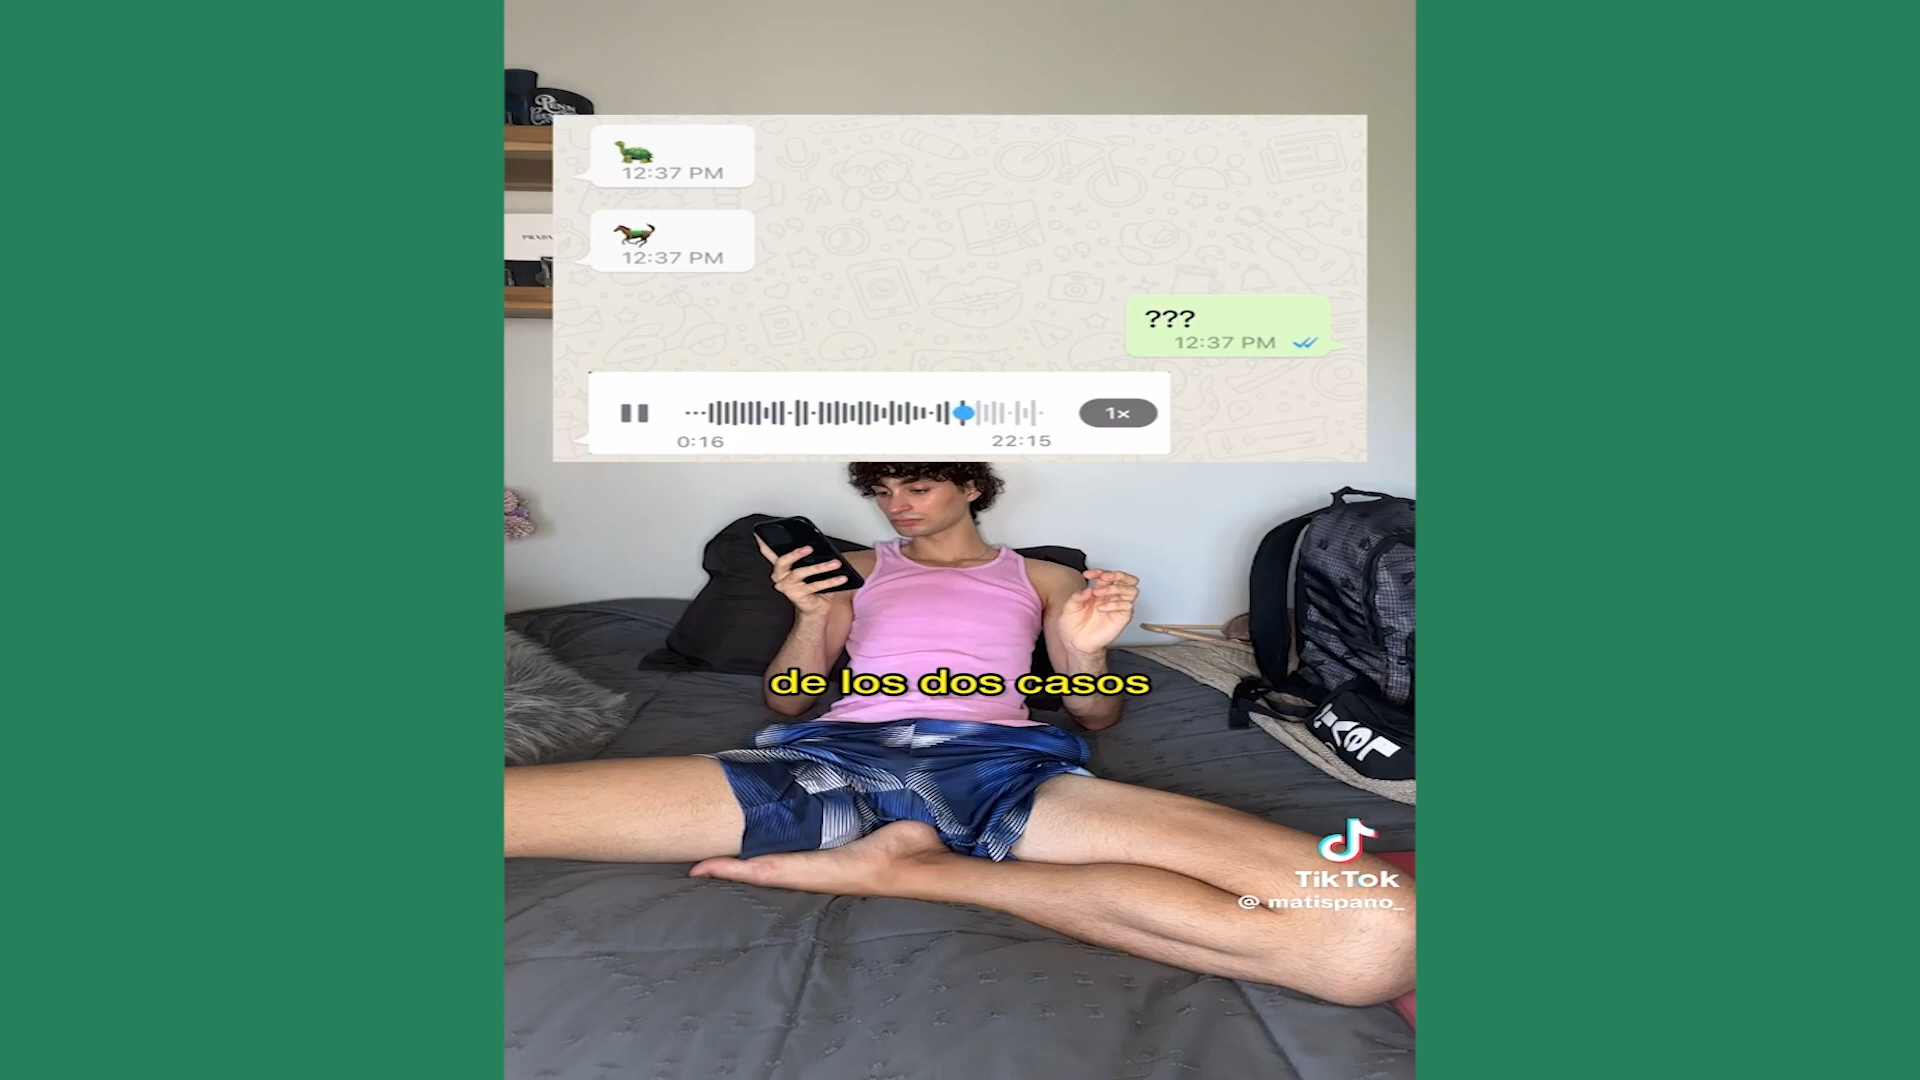 12:37 PM
12:37 PM
???
12:37 PM
0:16
22:15
1x
PRADA
de los dos casos
TikTok
@ matispano_